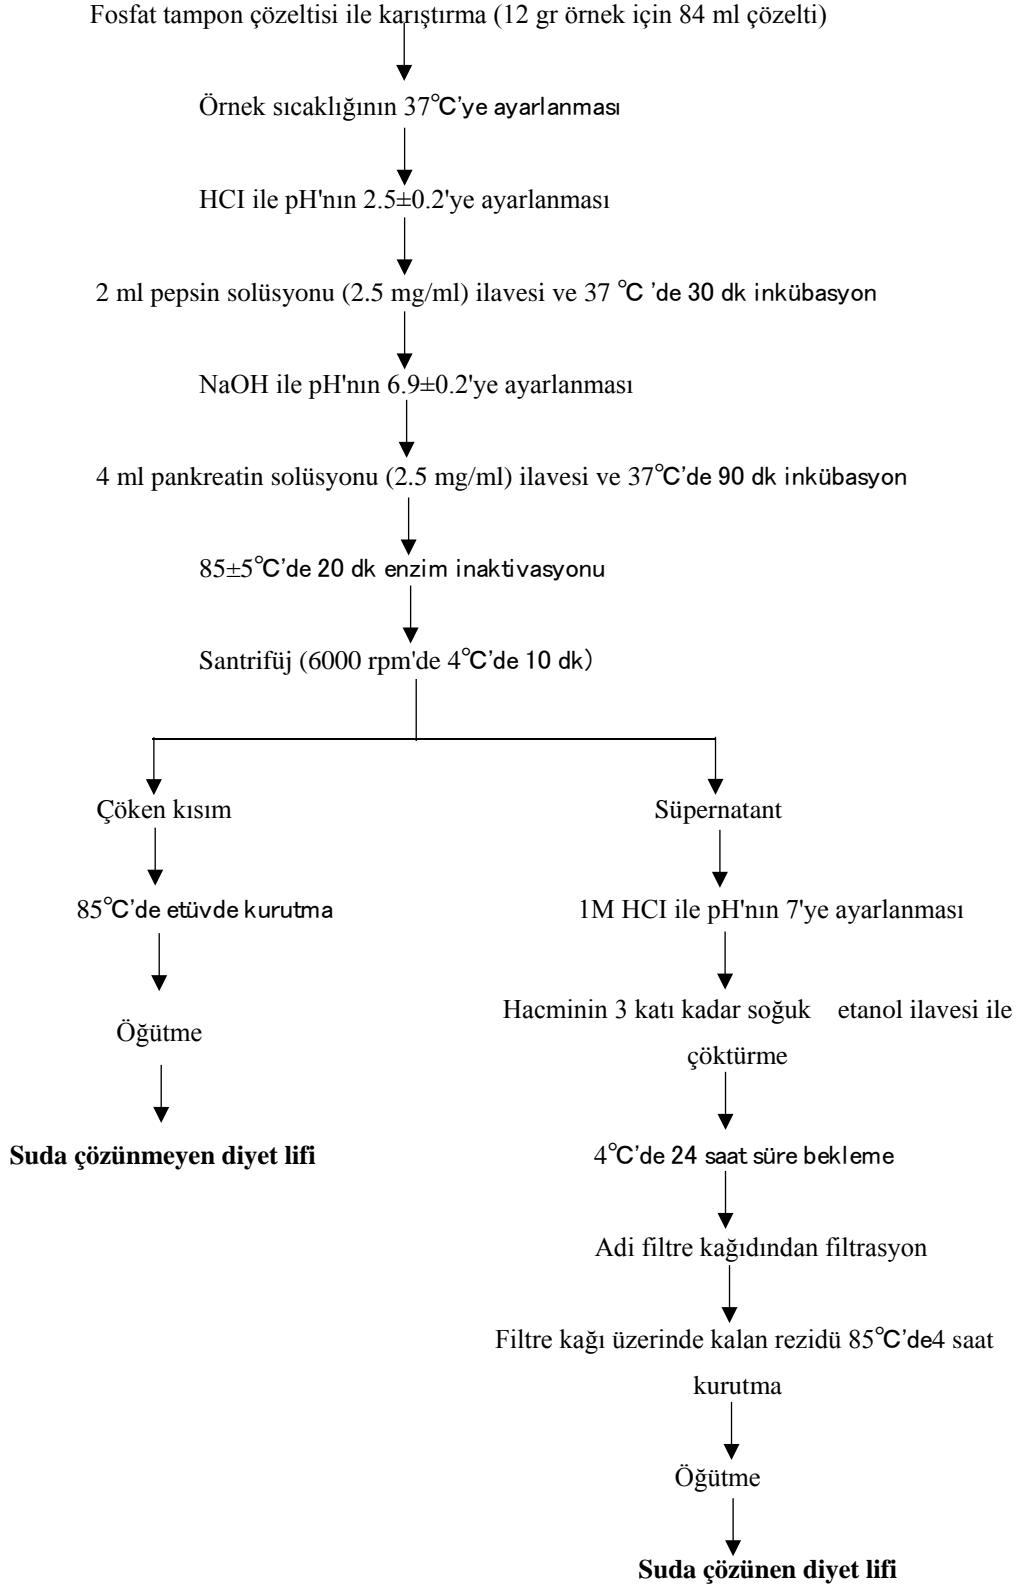 Fosfat tampon çözeltisi ile karıştırma (12 gr örnek için 84 ml çözelti)
Örnek sıcaklığının 37°C'ye ayarlanması
HCI ile pH'nın 2.5±0.2'ye ayarlanması
2 ml pepsin solüsyonu (2.5 mg/ml) ilavesi ve 37 °C 'de 30 dk inkübasyon
NaOH ile pH'nın 6.9±0.2'ye ayarlanması
4 ml pankreatin solüsyonu (2.5 mg/ml) ilavesi ve 37°C'de 90 dk inkübasyon
85±5°C'de 20 dk enzim inaktivasyonu
Santrifüj (6000 rpm'de 4°C'de 10 dk)
Çöken kısım
85°C'de etüvde kurutma
Öğütme
Suda çözünmeyen diyet lifi
Süpernatant
1M HCI ile pH'nın 7'ye ayarlanması
Hacminin 3 katı kadar soğuk etanol ilavesi ile
çöktürme
4°C'de 24 saat süre bekleme
Adi filtre kağıdından filtrasyon
Filtre kağı üzerinde kalan rezidü 85°C'de4 saat
kurutma
Öğütme
Suda çözünen diyet lifi